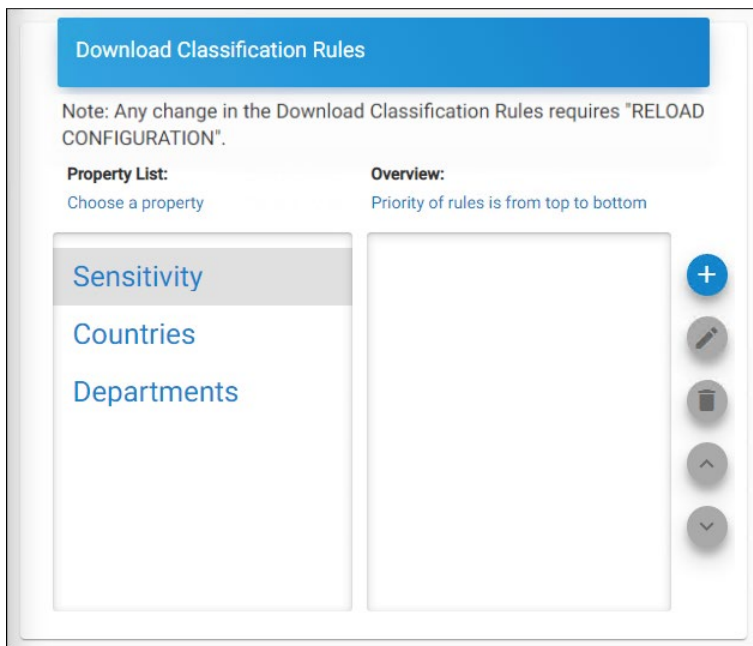 Download Classification Rules
Note: Any change in the Download Classification Rules requires "RELOAD
CONFIGURATION".
Property List:
Choose a property
Overview:
Priority of rules is from top to bottom
Sensitivity
Countries
Departments